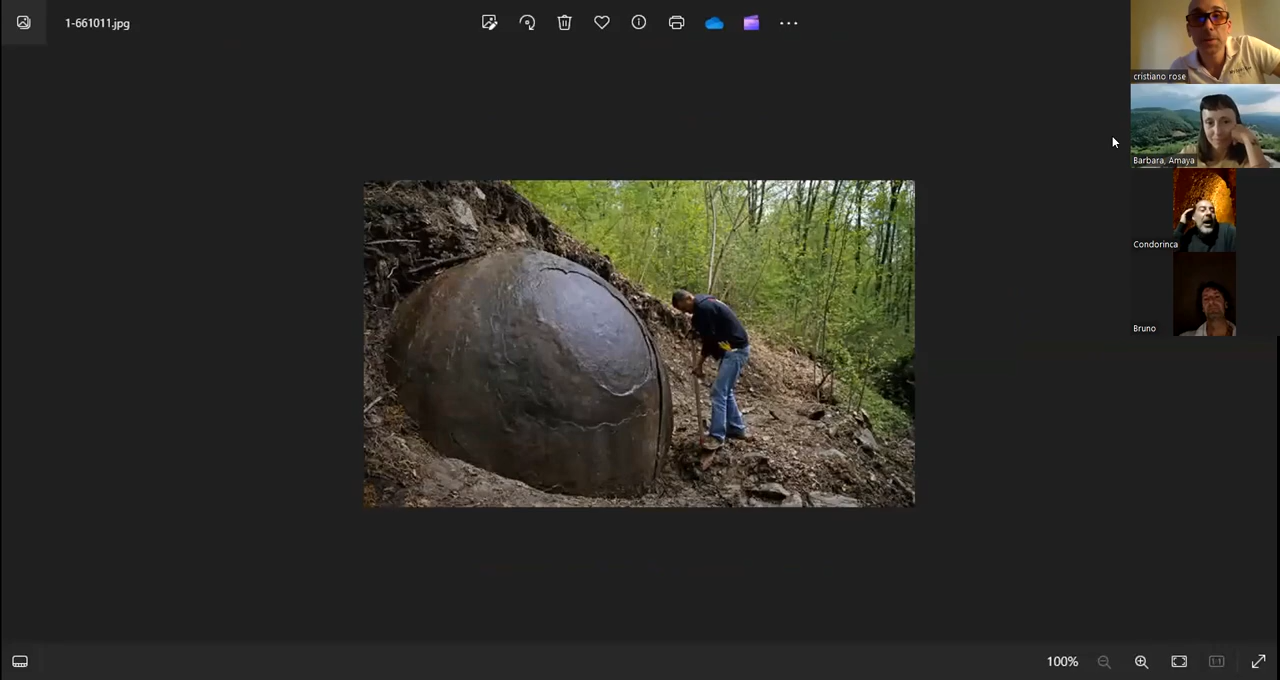 1-661011.jpg
cristiano rose
Barbara, Amaya
Condorinca
Bruno
100%